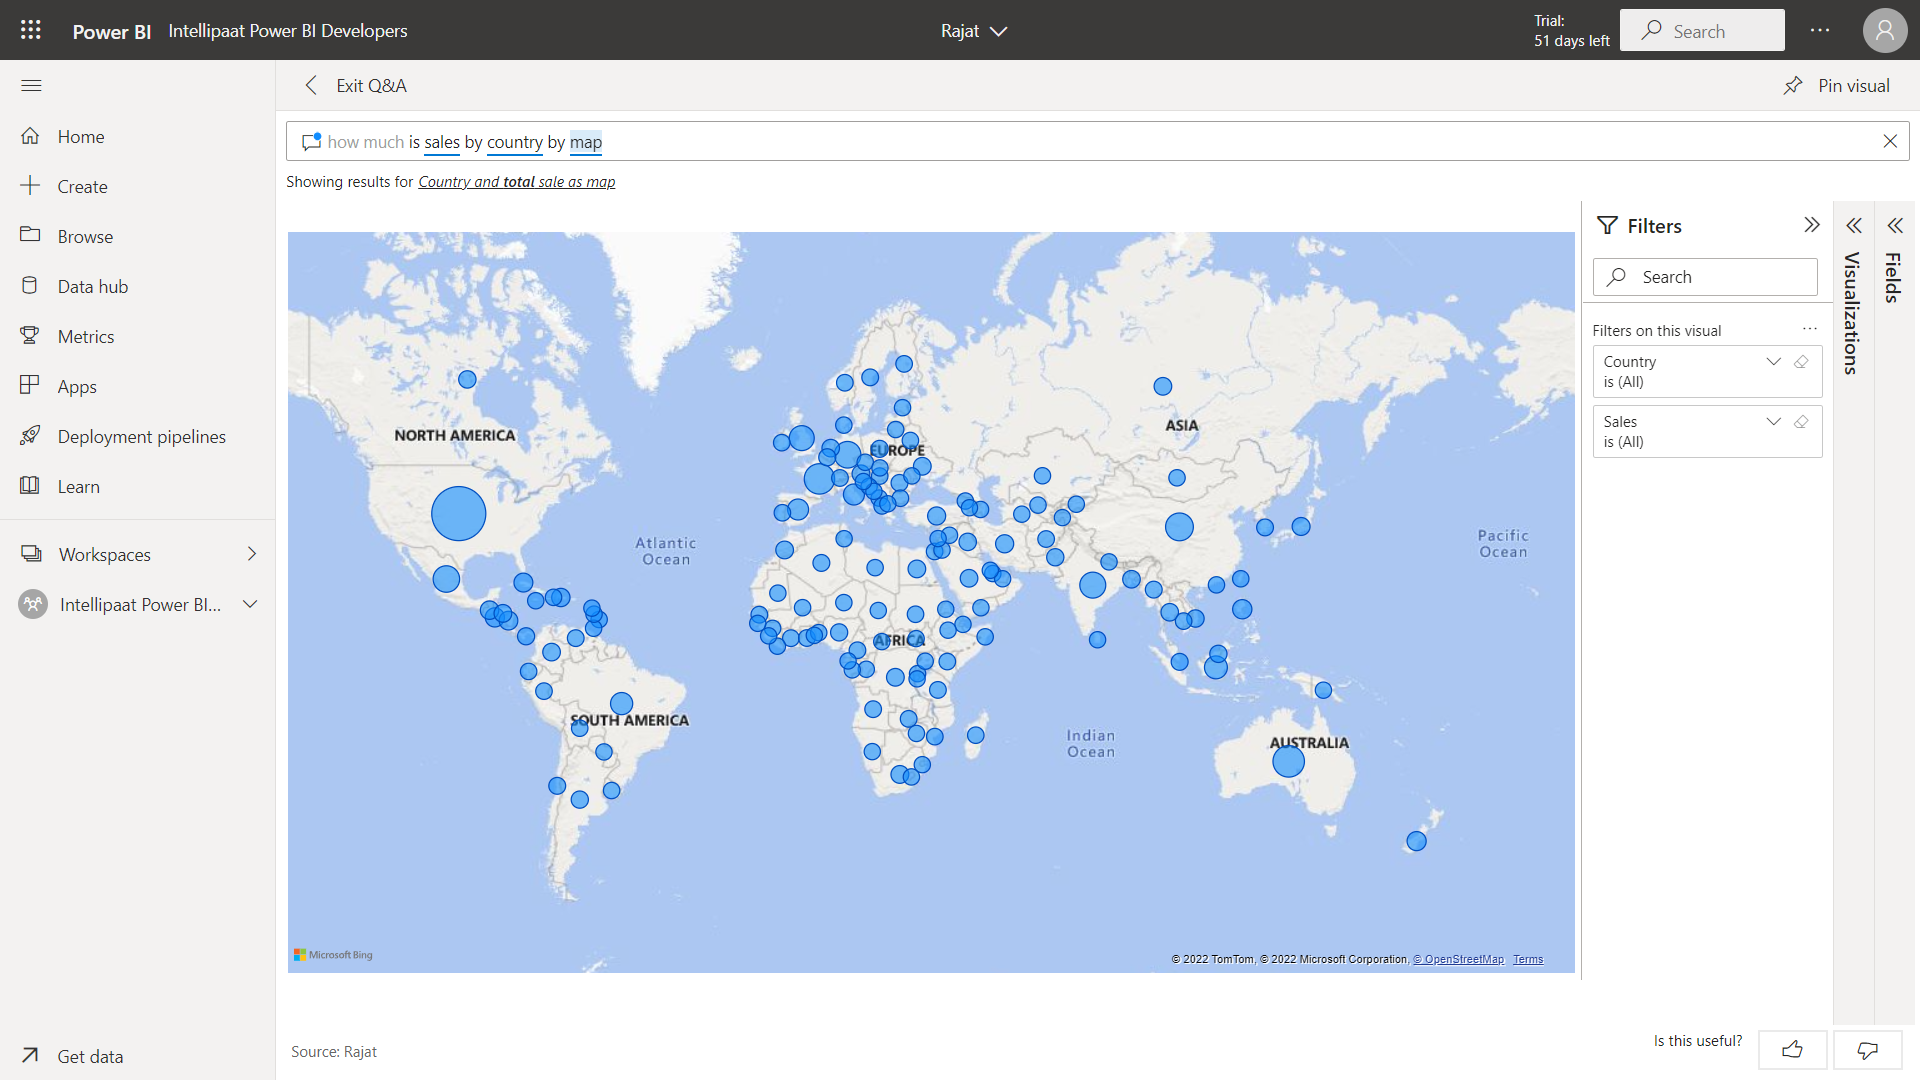 Power BI Intellipaat Power BI Developers
Rajat
Trial:
51 days left
Search
Exit Q&A
Pin visual
Home
Create
Browse
Data hub
Metrics
Apps
Deployment pipelines
Learn
Workspaces
Intellipaat Power BI...
Get data
how much is sales by country by map
Showing results for Country and total sale as map
NORTH AMERICA
EUROPE
ASIA
Atlantic
Ocean
Pacific
Ocean
AFRICA
SOUTH AMERICA
Indian
Ocean
AUSTRALIA
Microsoft Bing
© 2022 TomTom, © 2022 Microsoft Corporation, © OpenStreetMap Terms
Filters
Search
Filters on this visual
...
Country
is (All)
Sales
is (All)
Visualizations
Fields
Source: Rajat
Is this useful?